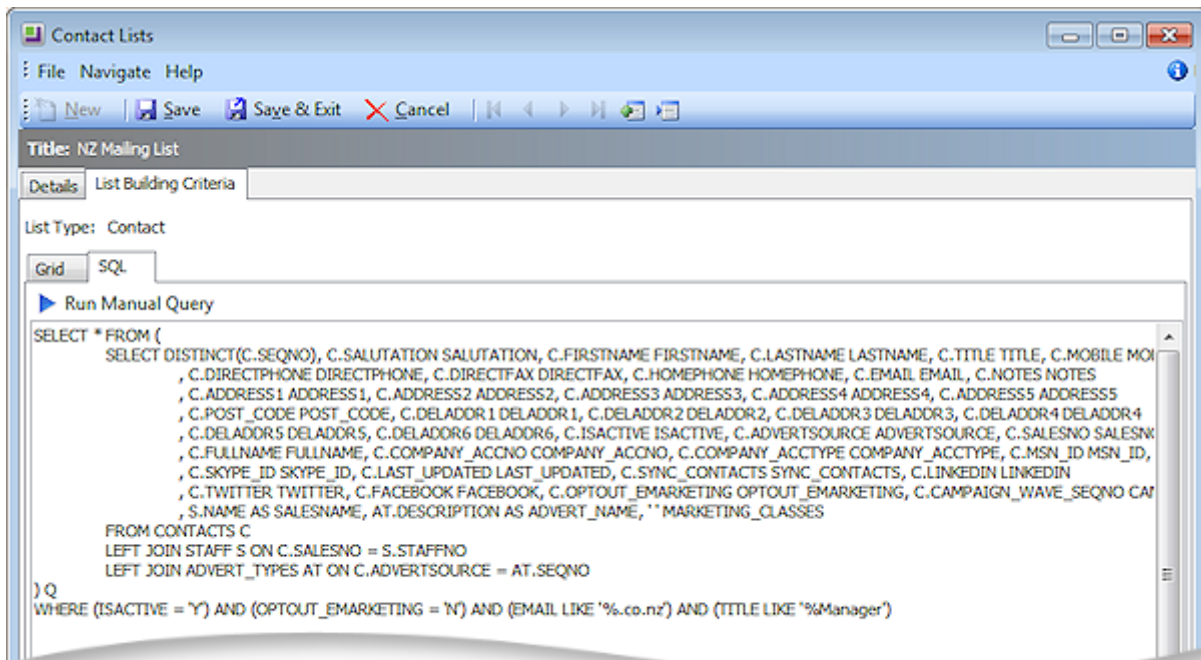 Contact Lists
File Navigate Help
New Save Save & Exit Cancel
Title: NZ Mailing List
Details List Building Criteria
List Type: Contact
Grid SQL
Run Manual Query
SELECT * FROM (
SELECT DISTINCT(C.SEQNO), C.SALUTATION SALUTATION, C.FIRSTNAME FIRSTNAME, C.LASTNAME LASTNAME, C.TITLE TITLE, C.MOBILE
, C.DIRECTPHONE DIRECTPHONE, C.DIRECTFAX DIRECTFAX, C.HOMEPHONE HOMEPHONE, C.EMAIL EMAIL, C.NOTES NOTES
, C.ADDRESS1 ADDRESS1, C.ADDRESS2 ADDRESS2, C.ADDRESS3 ADDRESS3, C.ADDRESS4 ADDRESS4, C.ADDRESS5 ADDRESS5
, C.POST_CODE POST_CODE, C.DELADDR1 DELADDR1, C.DELADDR2 DELADDR2, C.DELADDR3 DELADDR3, C.DELADDR4 DELADDR4
, C.DELADDR5 DELADDR5, C.DELADDR6 DELADDR6, C.ISACTIVE ISACTIVE, C.ADVERTSOURCE ADVERTSOURCE, C.SALESNO
, C.FULLNAME FULLNAME, C.COMPANY_ACCNO COMPANY_ACCNO, C.COMPANY_ACCTYPE COMPANY_ACCTYPE, C.MSN_ID MSN_ID,
, C.SKYPE_ID SKYPE_ID, C.LAST_UPDATED LAST_UPDATED, C.SYNC_CONTACTS SYNC_CONTACTS, C.LINKEDIN LINKEDIN
, C.TWITTER TWITTER, C.FACEBOOK FACEBOOK, C.OPTOUT_EMARKETING OPTOUT_EMARKETING, C.CAMPAIGN_WAVE_SEQNO
, S.NAME AS SALESNAME, AT.DESCRIPTION AS ADVERT_NAME, ' ' MARKETING_CLASSES
FROM CONTACTS C
LEFT JOIN STAFF S ON C.SALESNO = S.STAFFNO
LEFT JOIN ADVERT_TYPES AT ON C.ADVERTSOURCE = AT.SEQNO
) Q
WHERE (ISACTIVE = 'Y') AND (OPTOUT_EMARKETING = 'N') AND (EMAIL LIKE '%.co.nz') AND (TITLE LIKE '%Manager')